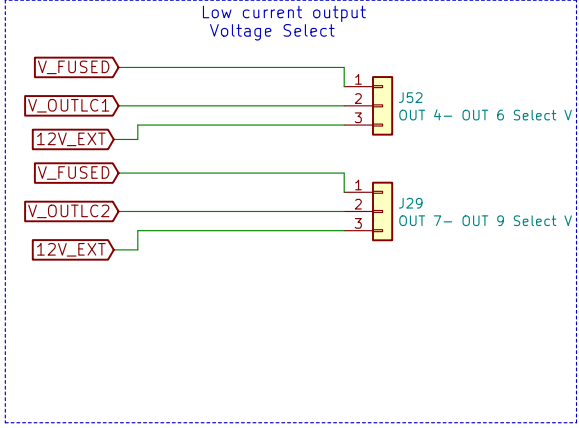 Low current output
Voltage Select
V_FUSED
1
J52
V_OUTLC1
2
OUT 4- OUT 6 Select V
12V_EXT
3
V_FUSED
1
J29
V_OUTLC2
2
OUT 7- OUT 9 Select V
12V_EXT
3